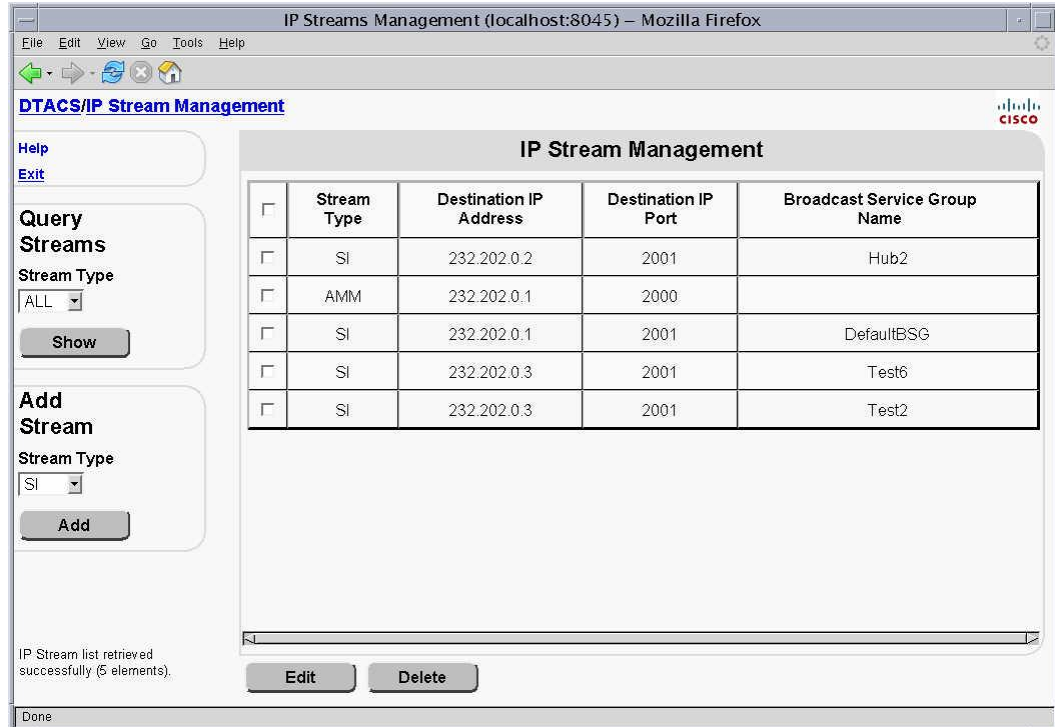 IP Streams Management (localhost:8045) – Mozilla Firefox
File Edit View Go Tools Help
DTACS/IP Stream Management
CISCO
Help
Exit
Query
Streams
Stream Type
ALL
Show
Add
Stream
Stream Type
SI
Add
IP Stream list retrieved
successfully (5 elements).
IP Stream Management
Stream Type Destination IP Address Destination IP Port Broadcast Service Group Name
SI 232.202.0.2 2001 Hub2
AMM 232.202.0.1 2000
SI 232.202.0.1 2001 DefaultBSG
SI 232.202.0.3 2001 Test6
SI 232.202.0.3 2001 Test2
Edit Delete
Done